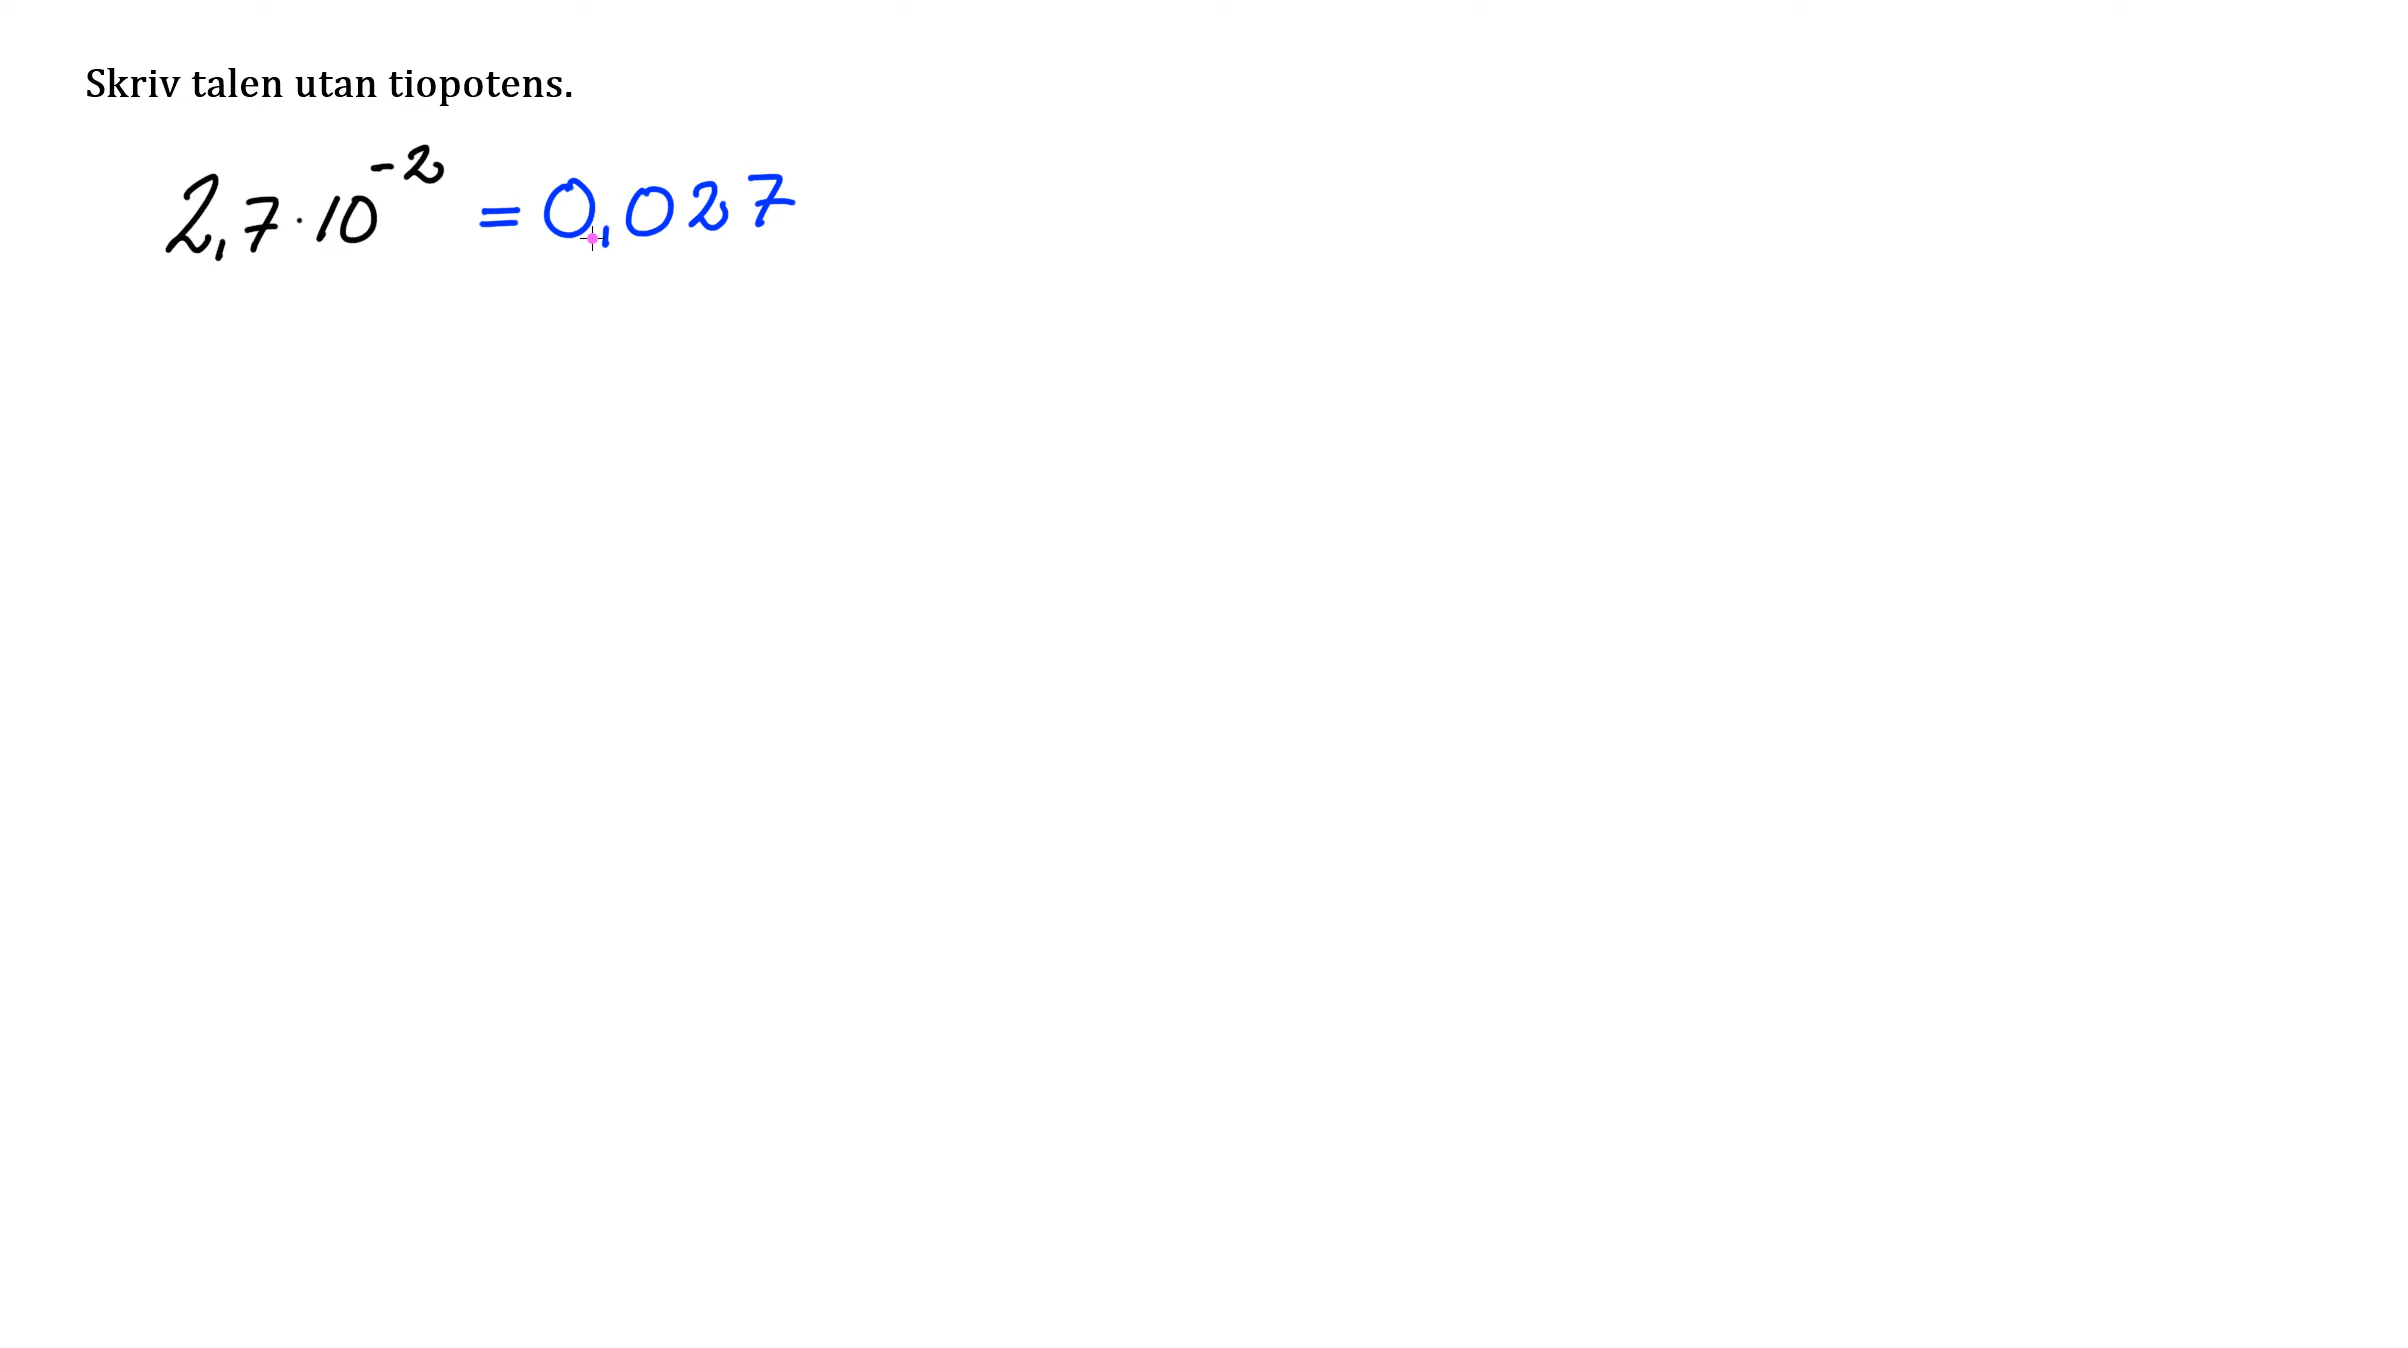 Skriv talen utan tiopotens.
2,7 · 10⁻² = 0,027